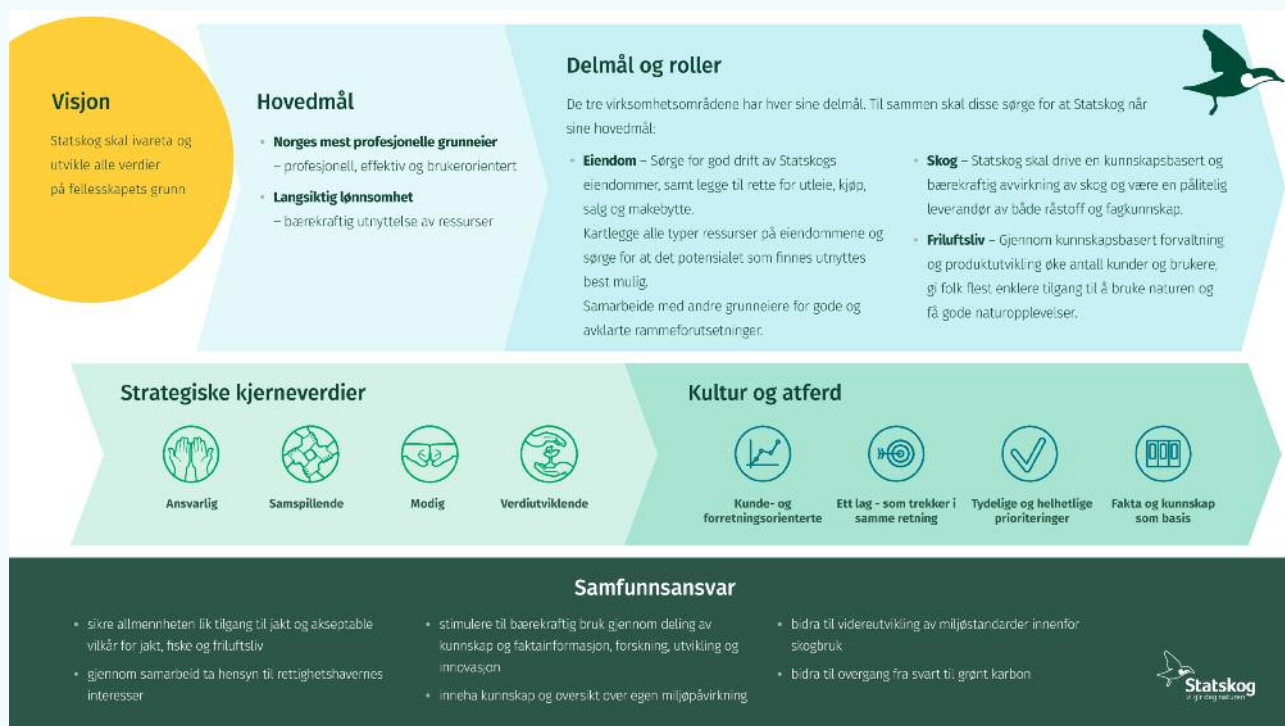 Visjon
Statskog skal ivareta og
utvikle alle verdier
på fellesskapets grunn
Hovedmål
• Norges mest profesjonelle grunneier
– profesjonell, effektiv og brukerorientert
• Langsiktig lønnsomhet
– bærekraftig utnyttelse av ressurser
Delmål og roller
De tre virksomhetsområdene har hver sine delmål. Til sammen skal disse sørge for at Statskog når
sine hovedmål:
• Eiendom – Sørge for god drift av Statskogs
eiendommer, samt legge til rette for utleie, kjøp,
salg og makebytte.
Kartlegge alle typer ressurser på eiendommene og
sørge for at det potensialet som finnes utnyttes
best mulig.
Samarbeide med andre grunneiere for gode og
avklarte rammeforutsetninger.
• Skog – Statskog skal drive en kunnskapsbasert og
bærekraftig avvirkning av skog og være en pålitelig
leverandør av både råstoff og fagkunnskap.
• Friluftsliv – Gjennom kunnskapsbasert forvaltning
og produktutvikling øke antall kunder og brukere,
gi folk flest enklere tilgang til å bruke naturen og
få gode naturopplevelser.
Strategiske kjerneverdier
Ansvarlig
Samspillende
Modig
Verdiutviklende
Kultur og atferd
Kunde- og
forretningsorienterte
Ett lag - som trekker i
samme retning
Tydelige og helhetlige
prioriteringer
Fakta og kunnskap
som basis
Samfunnsansvar
• sikre allmennheten lik tilgang til jakt og akseptable
vilkår for jakt, fiske og friluftsliv
• gjennom samarbeid ta hensyn til rettighetshavernes
interesser
• stimulere til bærekraftig bruk gjennom deling av
kunnskap og faktainformasjon, forskning, utvikling og
innovasjon
• inneha kunnskap og oversikt over egen miljøpåvirkning
• bidra til videreutvikling av miljøstandarder innenfor
skogbruk
• bidra til overgang fra svart til grønt karbon
Statskog
vi gir deg naturen